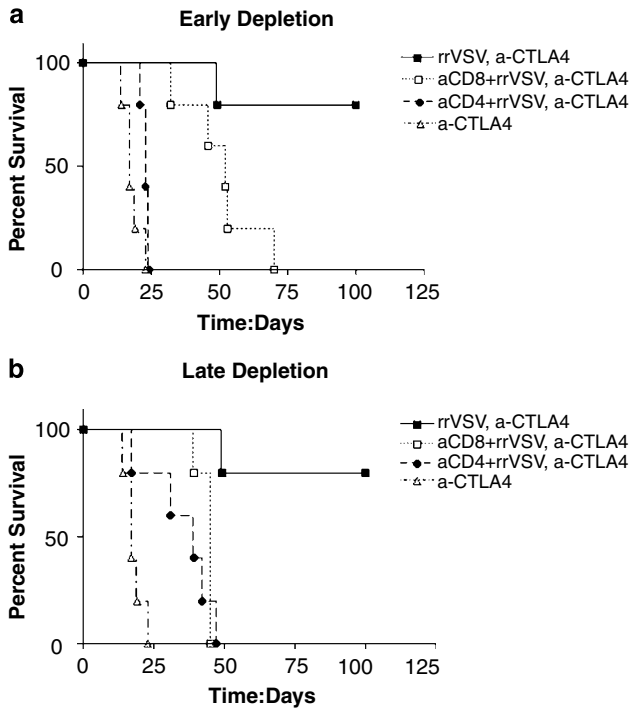 a
Early Depletion
Percent Survival
100
50
0
0 25 50 75 100 125
Time:Days
rrVSV, a-CTLA4
aCD8+rrVSV, a-CTLA4
aCD4+rrVSV, a-CTLA4
a-CTLA4
b
Late Depletion
Percent Survival
100
50
0
0 25 50 75 100 125
Time:Days
rrVSV, a-CTLA4
aCD8+rrVSV, a-CTLA4
aCD4+rrVSV, a-CTLA4
a-CTLA4